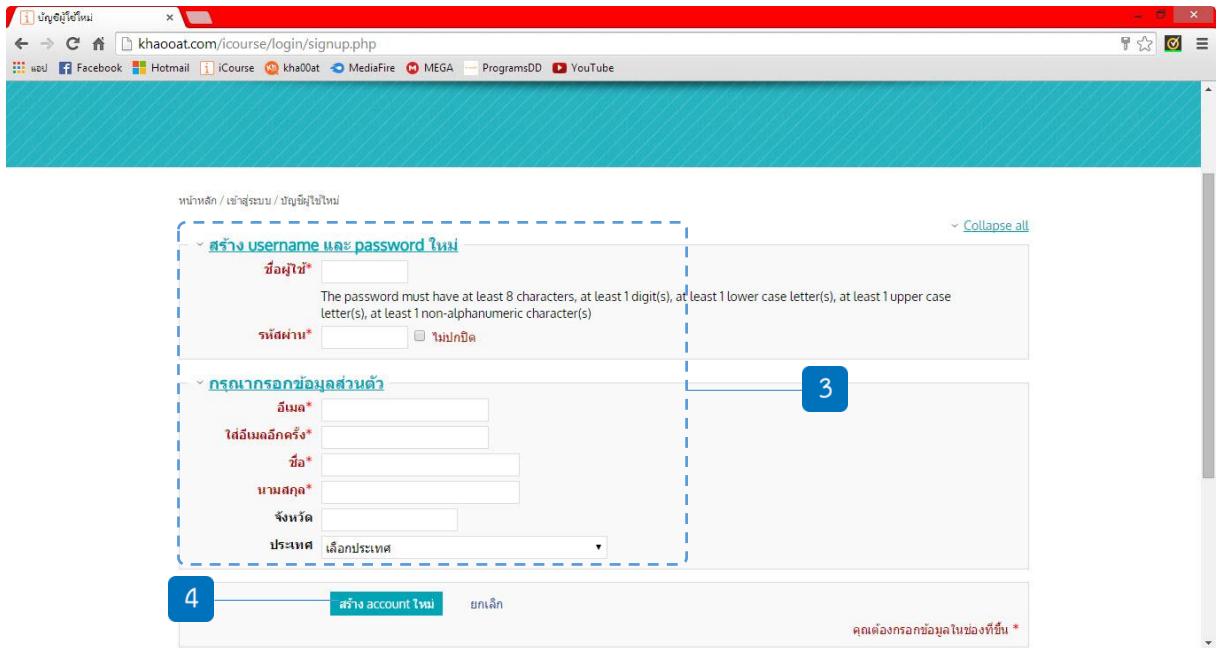 บัญชีผู้ใช้ใหม่
khaooat.com/icourse/login/signup.php
แอป Facebook Hotmail iCourse kha00at MediaFire MEGA ProgramsDD YouTube
หน้าหลัก / เข้าสู่ระบบ / บัญชีผู้ใช้ใหม่
Collapse all
สร้าง username และ password ใหม่
ชื่อผู้ใช้*
The password must have at least 8 characters, at least 1 digit(s), at least 1 lower case letter(s), at least 1 upper case
letter(s), at least 1 non-alphanumeric character(s)
รหัสผ่าน* ไม่ปกปิด
กรุณากรอกข้อมูลส่วนตัว
3
อีเมล*
ใส่อีเมลอีกครั้ง*
ชื่อ*
นามสกุล*
จังหวัด
ประเทศ เลือกประเทศ
4
สร้าง account ใหม่ ยกเลิก
คุณต้องกรอกข้อมูลในช่องที่ขึ้น *